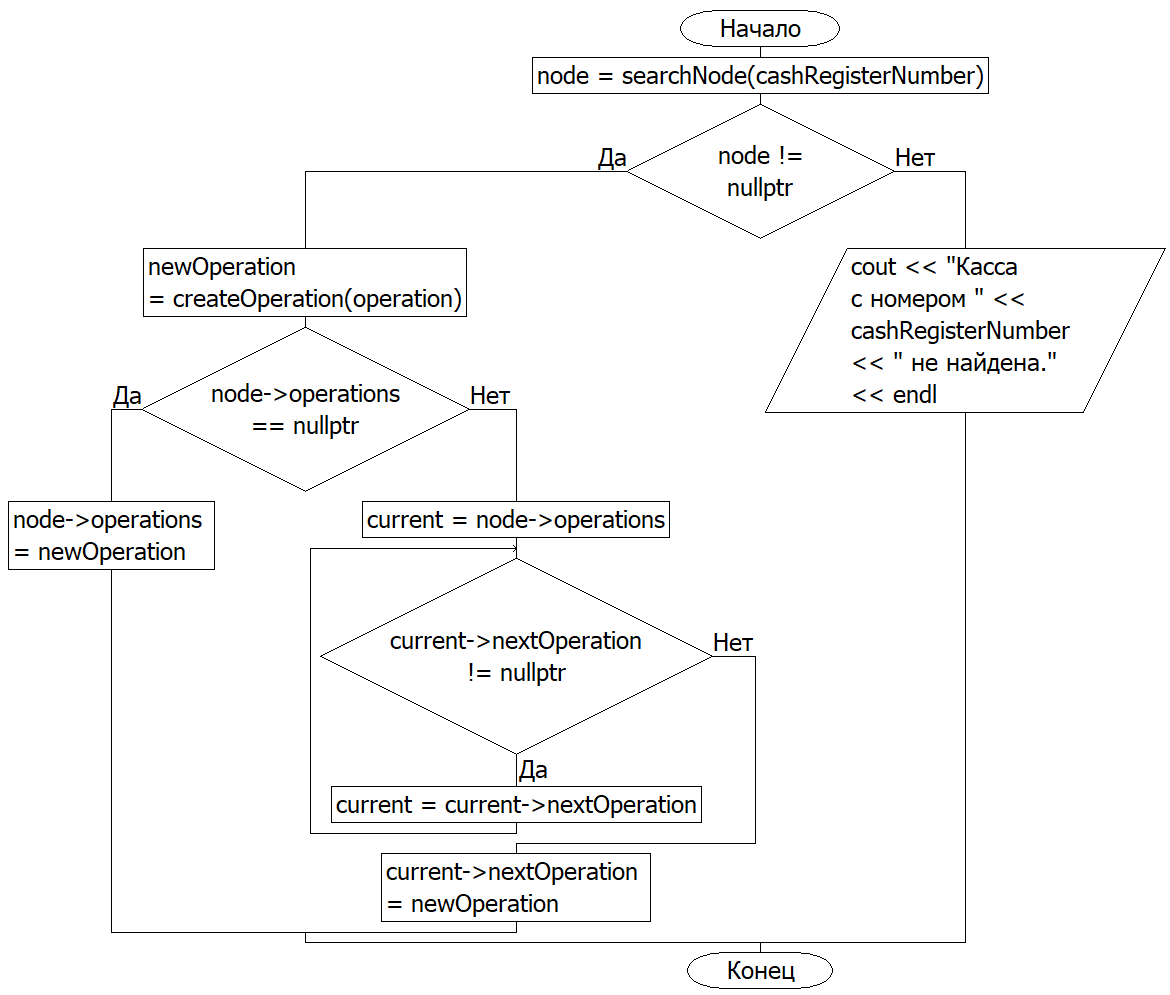 Начало
node = searchNode(cashRegisterNumber)
node !=
nullptr
Да
Нет
newOperation
= createOperation(operation)
node->operations
== nullptr
Да
Нет
node->operations
= newOperation
current = node->operations
current->nextOperation
!= nullptr
Нет
Да
current = current->nextOperation
current->nextOperation
= newOperation
cout << "Касса
с номером " <<
cashRegisterNumber
<< " не найдена."
<< endl
Конец